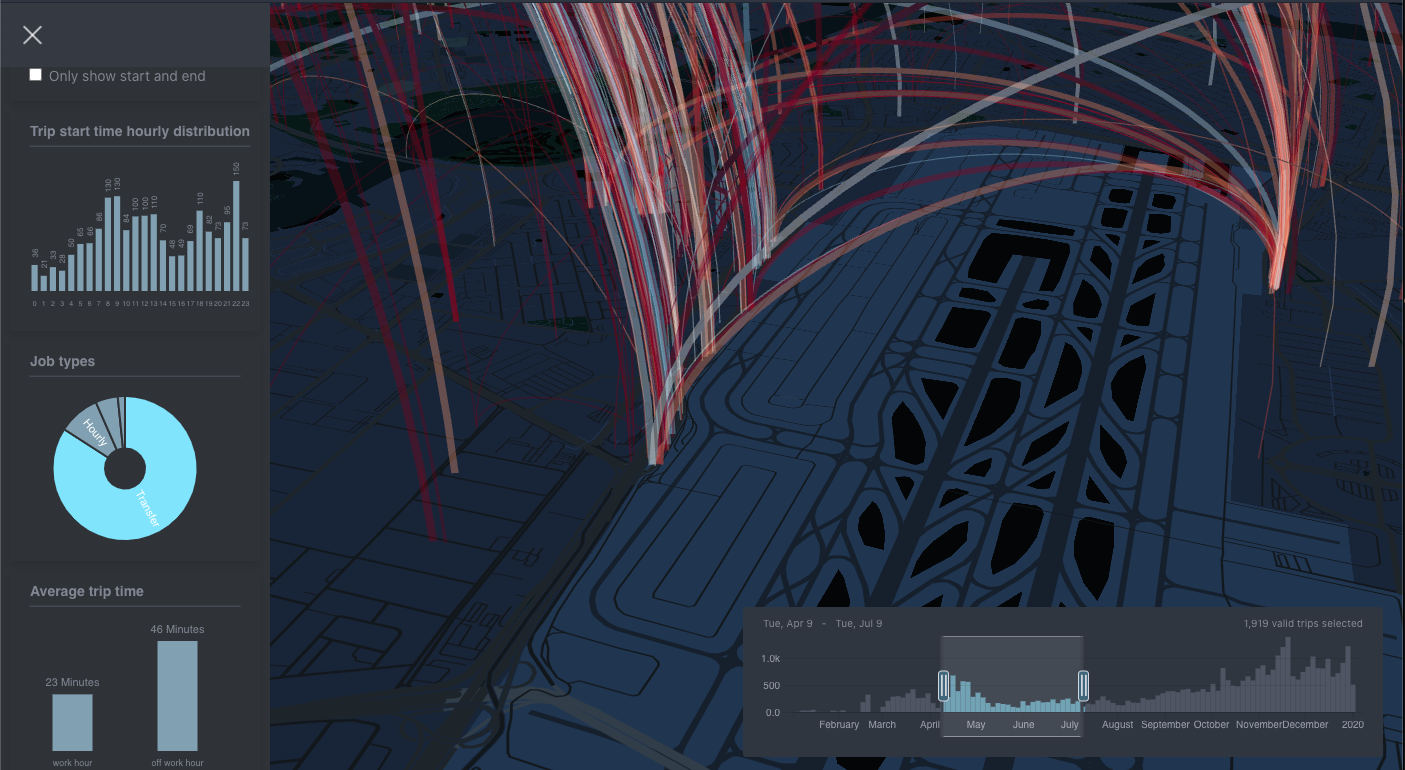 Only show start and end
Trip start time hourly distribution
36 21 33 28 50 65 66 86 130 130 84 100 100 110 70 48 49 69 110 82 73 95 150 73
0 1 2 3 4 5 6 7 8 9 10 11 12 13 14 15 16 17 18 19 20 21 22 23
Job types
Hourly
Transfer
Average trip time
46 Minutes
23 Minutes
work hour off work hour
Tue, Apr 9 - Tue, Jul 9 1,919 valid trips selected
1.0k
500
0.0
February March April May June July August September October November December 2020